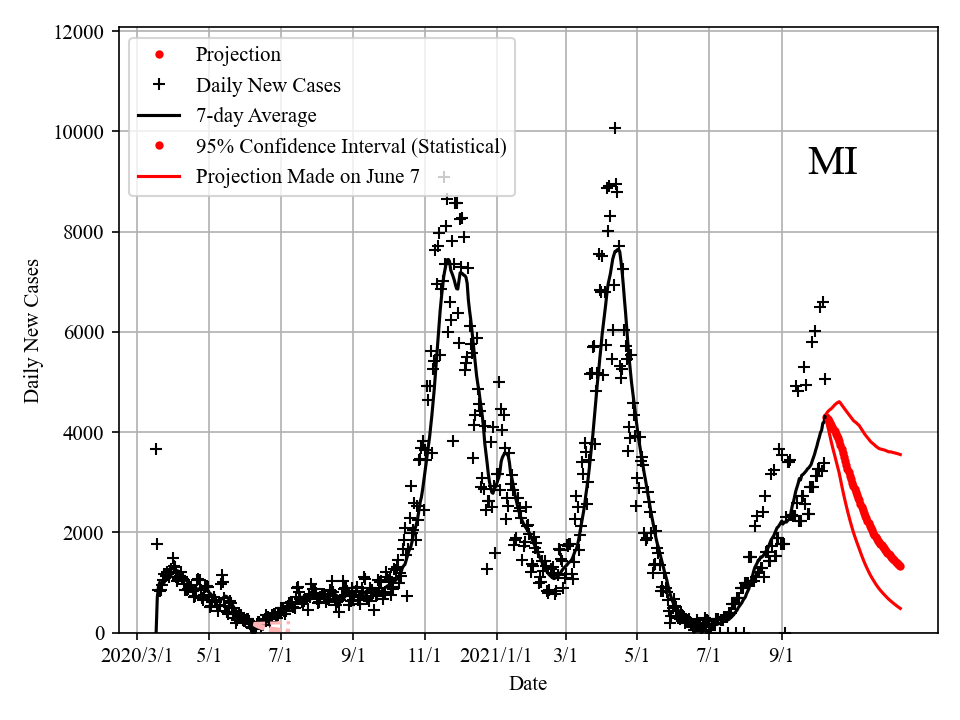 12000
10000
8000
6000
4000
2000
0
Daily New Cases
Projection
Daily New Cases
7-day Average
95% Confidence Interval (Statistical)
Projection Made on June 7
MI
2020/3/1 5/1 7/1 9/1 11/1 2021/1/1 3/1 5/1 7/1 9/1
Date